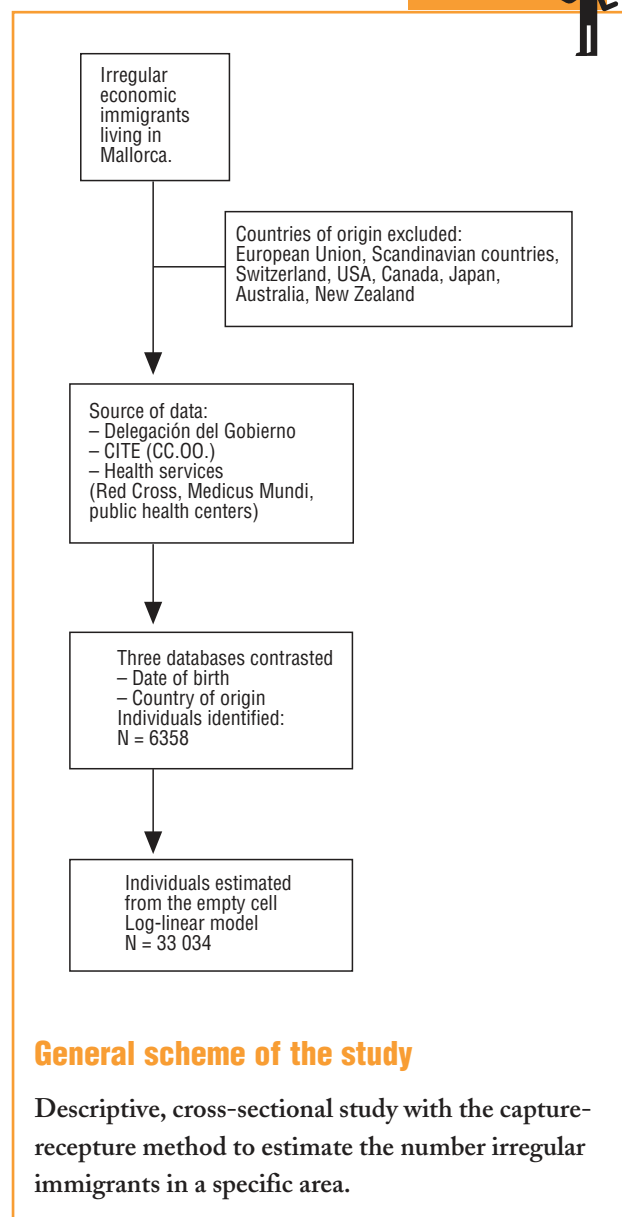 Irregular
economic
immigrants
living in
Mallorca.
Countries of origin excluded:
European Union, Scandinavian countries,
Switzerland, USA, Canada, Japan,
Australia, New Zealand
Source of data:
– Delegación del Gobierno
– CITE (CC.OO.)
– Health services
(Red Cross, Medicus Mundi,
public health centers)
Three databases contrasted
– Date of birth
– Country of origin
Individuals identified:
N = 6358
Individuals estimated
from the empty cell
Log-linear model
N = 33 034
General scheme of the study
Descriptive, cross-sectional study with the capture-
recepture method to estimate the number irregular
immigrants in a specific area.